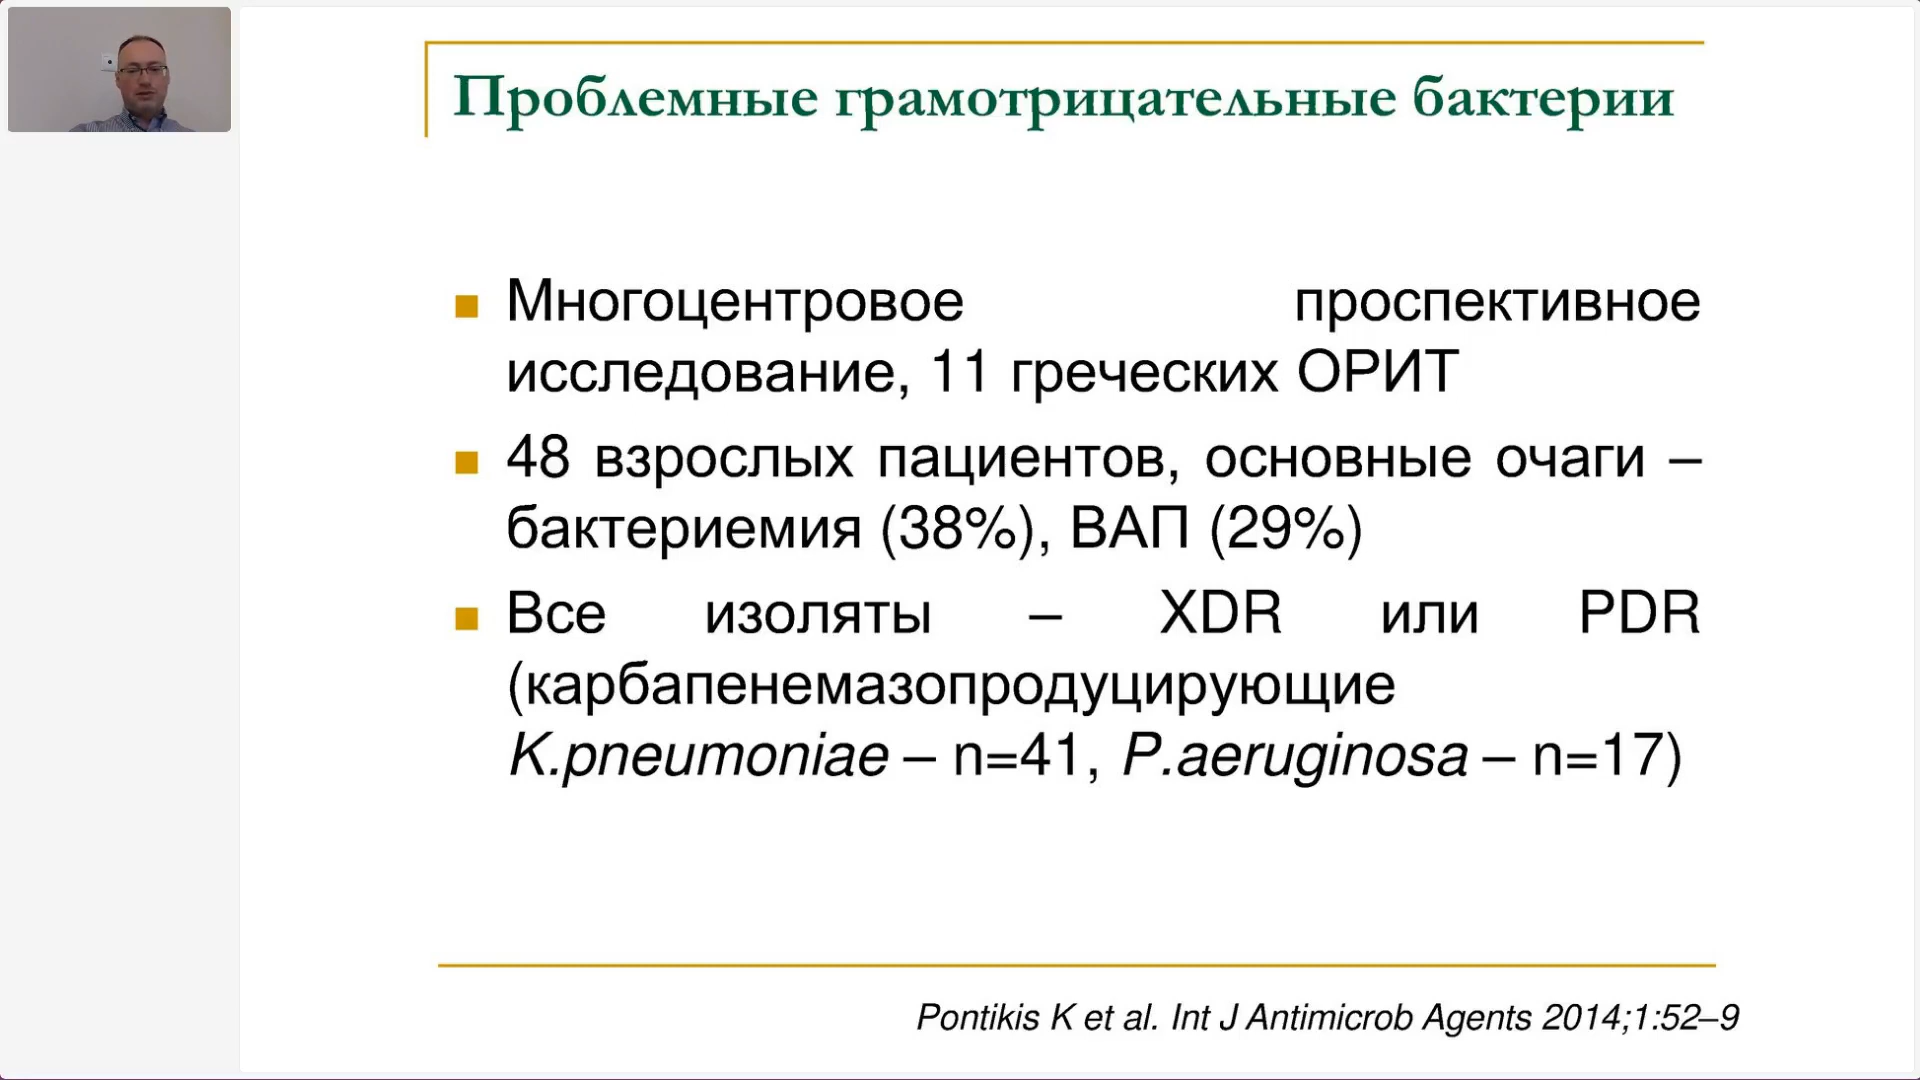 Проблемные грамотрицательные бактерии
Многоцентровое проспективное
исследование, 11 греческих ОРИТ
48 взрослых пациентов, основные очаги –
бактериемия (38%), ВАП (29%)
Все изоляты – XDR или PDR
(карбапенемазопродуцирующие
K.pneumoniae – n=41, P.aeruginosa – n=17)
Pontikis K et al. Int J Antimicrob Agents 2014;1:52–9